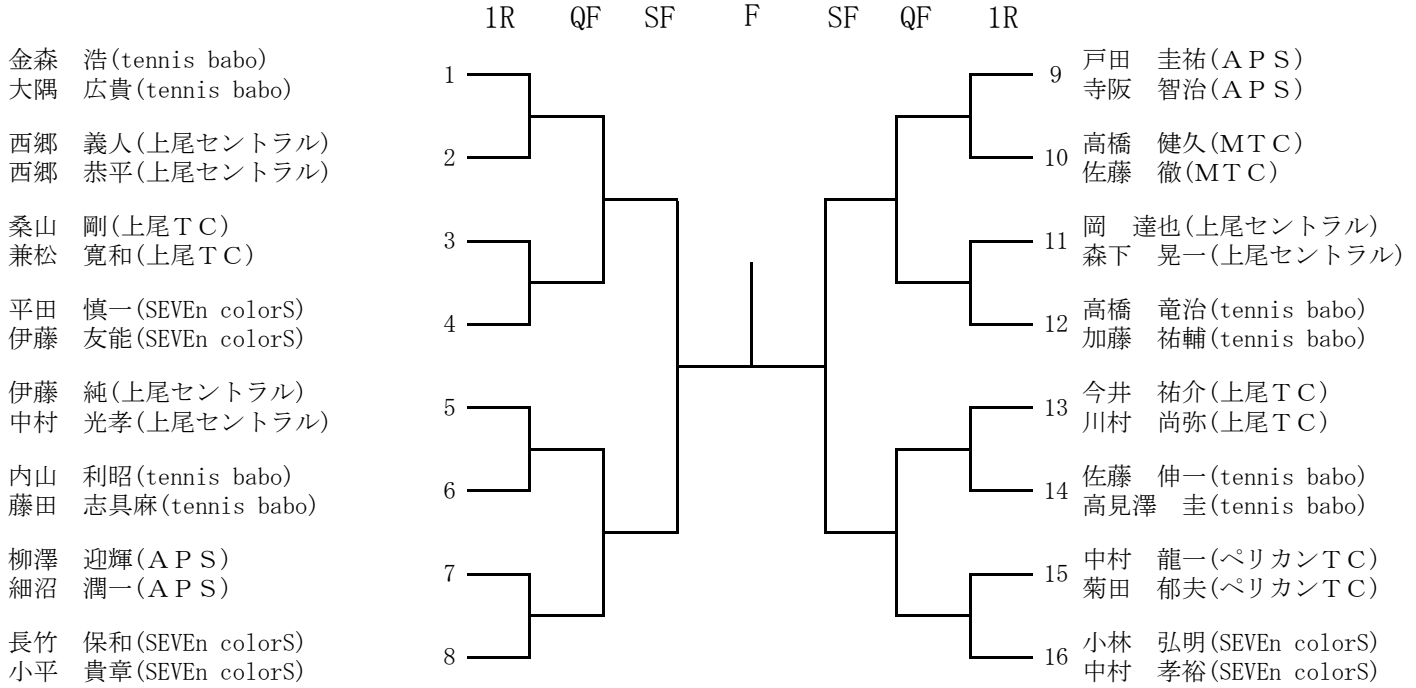 1R QF SF F SF QF 1R
金森 浩(tennis babo)
大隅 広貴(tennis babo)
1
西郷 義人(上尾セントラル)
西郷 恭平(上尾セントラル)
2
桑山 剛(上尾ＴＣ)
兼松 寛和(上尾ＴＣ)
3
平田 慎一(SEVEn colorS)
伊藤 友能(SEVEn colorS)
4
伊藤 純(上尾セントラル)
中村 光孝(上尾セントラル)
5
内山 利昭(tennis babo)
藤田 志具麻(tennis babo)
6
柳澤 迎輝(ＡＰＳ)
細沼 潤一(ＡＰＳ)
7
長竹 保和(SEVEn colorS)
小平 貴章(SEVEn colorS)
8
9
戸田 圭祐(ＡＰＳ)
寺阪 智治(ＡＰＳ)
10
高橋 健久(ＭＴＣ)
佐藤 徹(ＭＴＣ)
11
岡 達也(上尾セントラル)
森下 晃一(上尾セントラル)
12
高橋 竜治(tennis babo)
加藤 祐輔(tennis babo)
13
今井 祐介(上尾ＴＣ)
川村 尚弥(上尾ＴＣ)
14
佐藤 伸一(tennis babo)
高見澤 圭(tennis babo)
15
中村 龍一(ペリカンＴＣ)
菊田 郁夫(ペリカンＴＣ)
16
小林 弘明(SEVEn colorS)
中村 孝裕(SEVEn colorS)